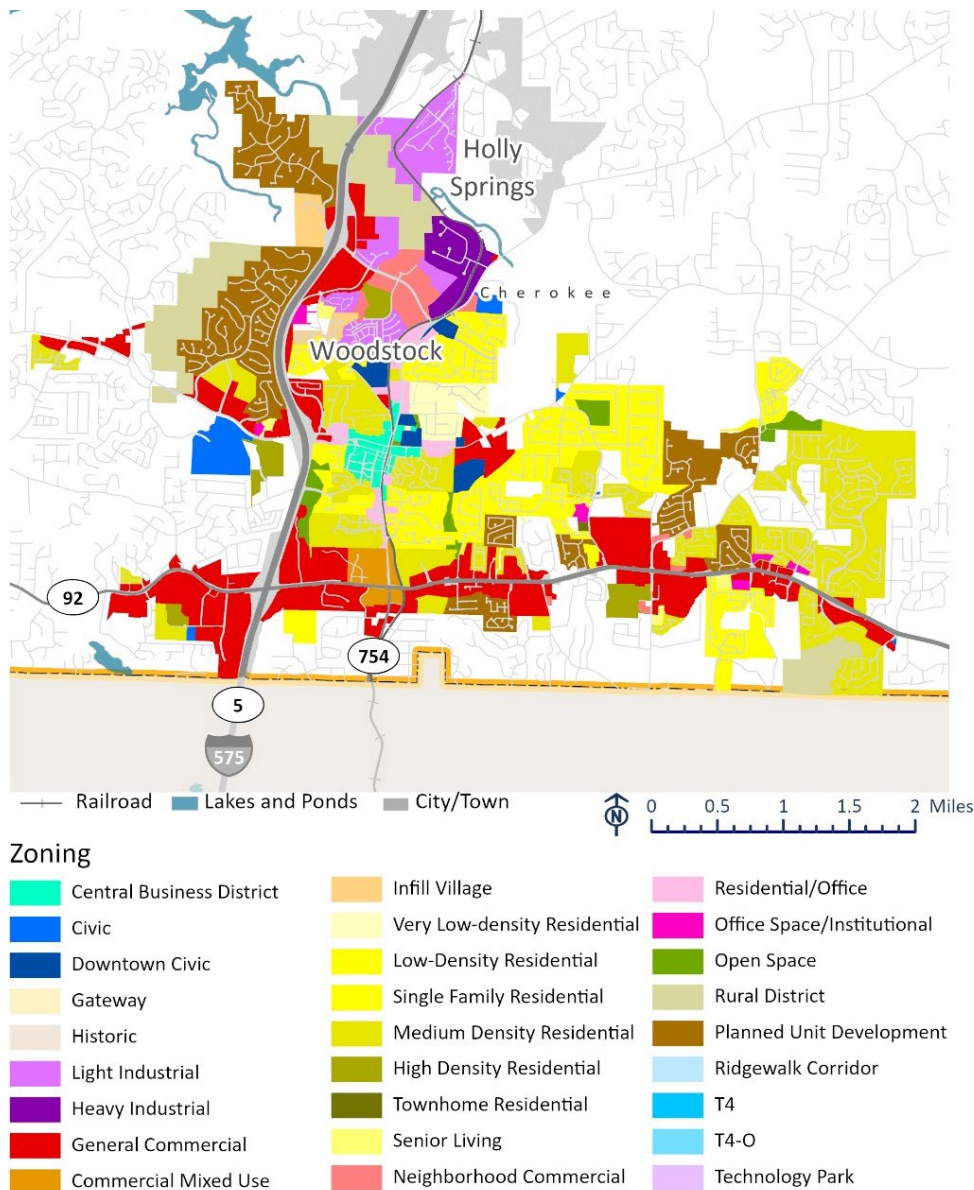 Holly
Springs
Cherokee
Woodstock
92
754
5
575
Railroad
Lakes and Ponds
City/Town
N
0 0.5 1 1.5 2 Miles
Zoning
Central Business District
Civic
Downtown Civic
Gateway
Historic
Light Industrial
Heavy Industrial
General Commercial
Commercial Mixed Use
Infill Village
Very Low-density Residential
Low-Density Residential
Single Family Residential
Medium Density Residential
High Density Residential
Townhome Residential
Senior Living
Neighborhood Commercial
Residential/Office
Office Space/Institutional
Open Space
Rural District
Planned Unit Development
Ridgewalk Corridor
T4
T4-O
Technology Park